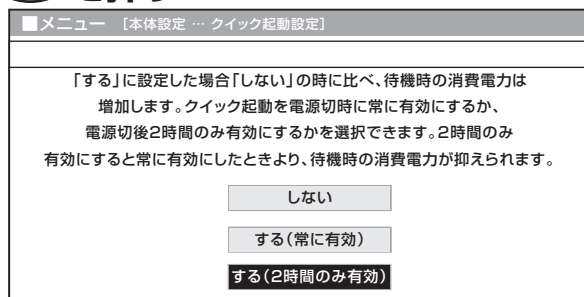 ■メニュー [本体設定 … クイック起動設定]
「する」に設定した場合「しない」の時に比べ、待機時の消費電力は
増加します。クイック起動を電源切時に常に有効にするか、
電源切後2時間のみ有効にするかを選択できます。2時間のみ
有効にすると常に有効にしたときより、待機時の消費電力が抑えられます。
しない
する(常に有効)
する(2時間のみ有効)